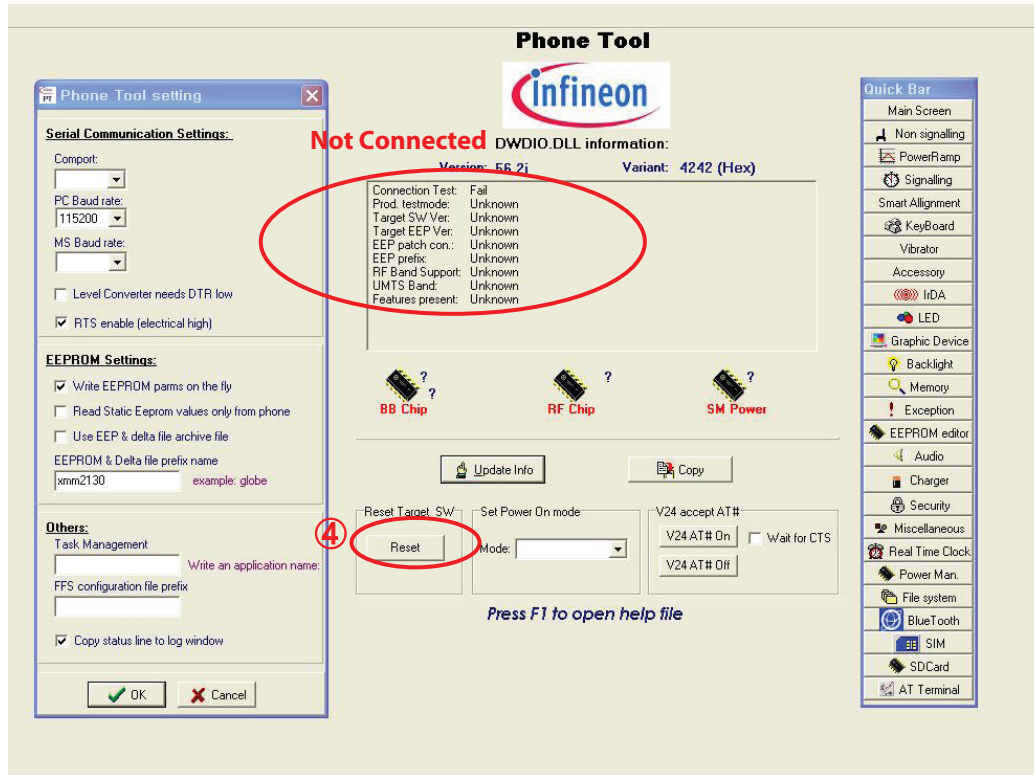 Phone Tool
infineon
Not Connected
DWDIO.DLL information:
Version: 56.2i
Variant: 4242 (Hex)
Connection Test: Fail
Prod. testmode: Unknown
Target SW Ver: Unknown
Target EEP Ver: Unknown
EEP patch con.: Unknown
EEP prefix: Unknown
RF Band Support: Unknown
UMTS Band: Unknown
Features present: Unknown
? ?
BB Chip
?
RF Chip
?
SM Power
Update Info
Copy
Reset Target SW
④
Reset
Set Power On mode
Mode:
V24 accept AT#
V24 AT# On
Wait for CTS
V24 AT# Off
Press F1 to open help file
PT
Phone Tool setting
Serial Communication Settings:
Comport:
PC Baud rate:
115200
MS Baud rate:
Level Converter needs DTR low
RTS enable (electrical high)
EEPROM Settings:
Write EEPROM parms on the fly
Read Static Eeprom values only from phone
Use EEP & delta file archive file
EEPROM & Delta file prefix name
xmm2130
example: globe
Others:
Task Management
Write an application name:
FFS configuration file prefix
Copy status line to log window
OK
Cancel
Quick Bar
Main Screen
Non signalling
PowerRamp
Signalling
Smart Allignment
KeyBoard
Vibrator
Accessory
IrDA
LED
Graphic Device
Backlight
Memory
Exception
EEPROM editor
Audio
Charger
Security
Miscellaneous
Real Time Clock
Power Man.
File system
BlueTooth
SIM
SDCard
AT Terminal